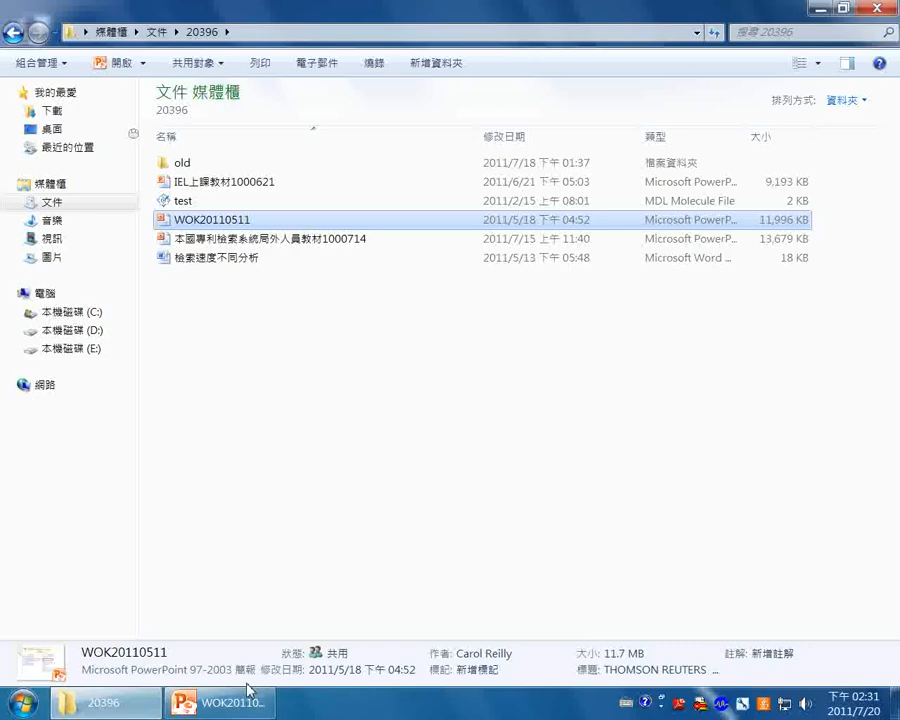 媒體櫃 ▸ 文件 ▸ 20396 ▸
搜尋 20396
組合管理 開啟 共用對象 列印 電子郵件 燒錄 新增資料夾
我的最愛
下載
桌面
最近的位置
媒體櫃
文件
音樂
視訊
圖片
電腦
本機磁碟 (C:)
本機磁碟 (D:)
本機磁碟 (E:)
網路
文件 媒體櫃
20396
排列方式: 資料夾
名稱 修改日期 類型 大小
old 2011/7/18 下午 01:37 檔案資料夾
IEL上課教材1000621 2011/6/21 下午 05:03 Microsoft PowerP... 9,193 KB
test 2011/2/15 下午 08:01 MDL Molecule File 2 KB
WOK20110511 2011/5/18 下午 04:52 Microsoft PowerP... 11,996 KB
本國專利檢索系統局外人員教材1000714 2011/7/15 上午 11:40 Microsoft PowerP... 13,679 KB
檢索速度不同分析 2011/5/13 下午 05:48 Microsoft Word ... 18 KB
WOK20110511 狀態: 共用 作者: Carol Reilly 大小: 11.7 MB 註解: 新增註解
Microsoft PowerPoint 97-2003 簡報 修改日期: 2011/5/18 下午 04:52 標記: 新增標記 標題: THOMSON REUTERS ...
20396 WOK20110... 下午 02:31
2011/7/20